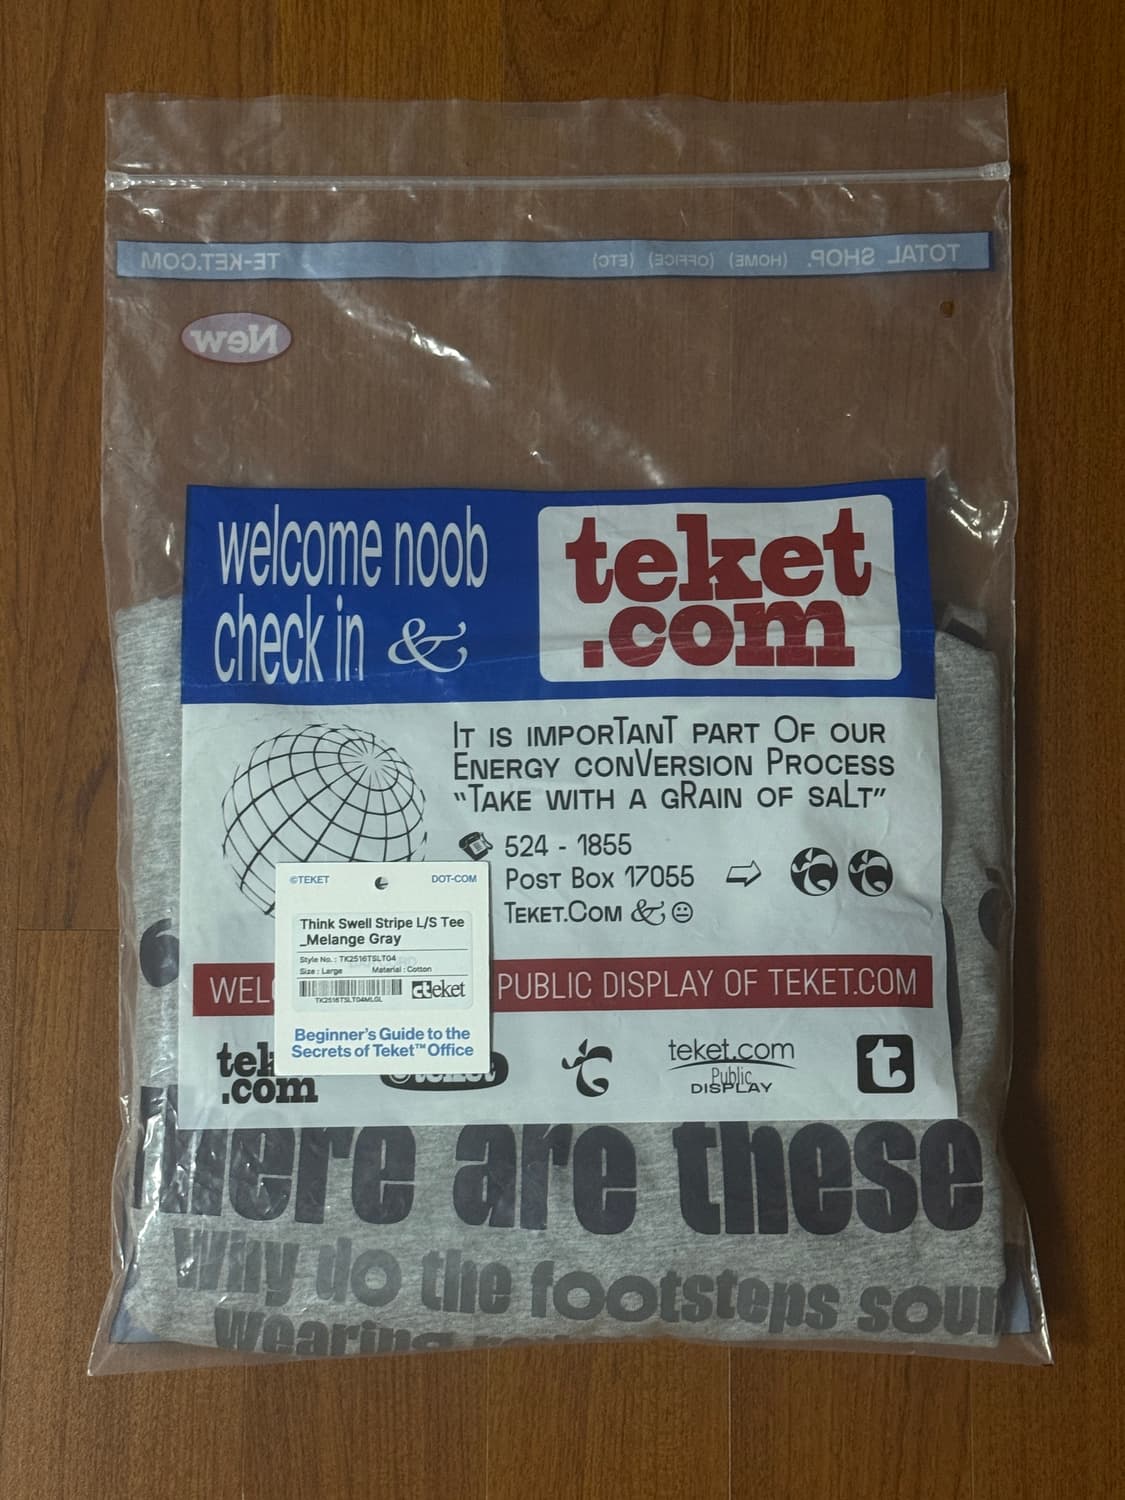 TOTAL SHOP. (HOME) (OFFICE) (ETC) TE-KET.COM
New
welcome noob
check in &
teket
.com
IT IS IMPORTANT PART OF OUR
ENERGY CONVERSION PROCESS
“TAKE WITH A GRAIN OF SALT”
524 - 1855
POST BOX 17055
TEKET.COM &
©TEKET DOT-COM
Think Swell Stripe L/S Tee
_Melange Gray
Style No. : TK2516TSLT04
Size : Large Material : Cotton
TK2516TSLT04MLGL
teket
Beginner's Guide to the
Secrets of Teket™ Office
PUBLIC DISPLAY OF TEKET.COM
.com
teket
teket.com
Public
DISPLAY
t
There are these
Why do the footsteps
wearing